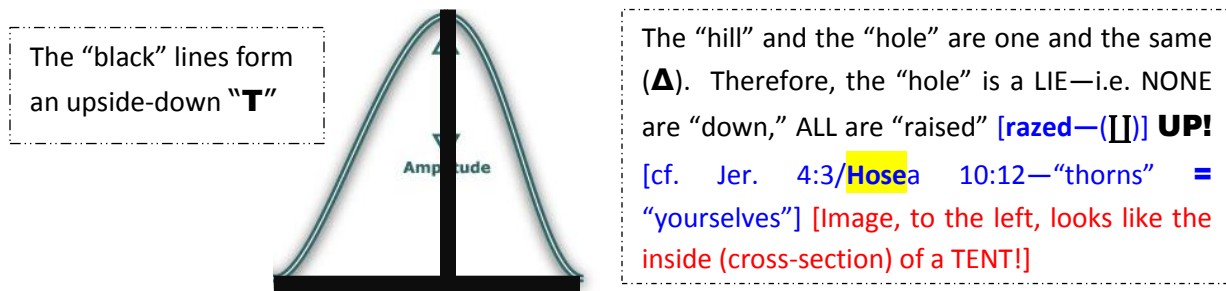 The “black” lines form
an upside-down “T”
Amplitude
The “hill” and the “hole” are one and the same
(Δ). Therefore, the “hole” is a LIE—i.e. NONE
are “down,” ALL are “raised” [razed—([])] UP!
[cf. Jer. 4:3/Hosea 10:12—“thorns” =
“yourselves”] [Image, to the left, looks like the
inside (cross-section) of a TENT!]